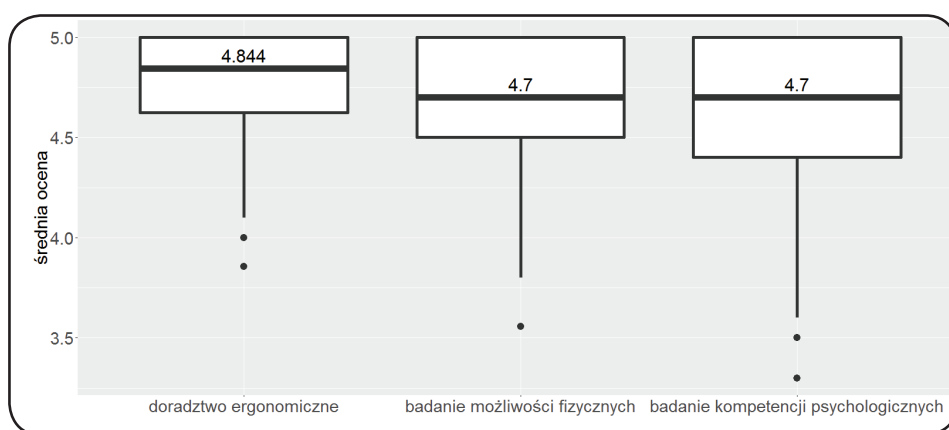 5.0
4.844
4.7
4.7
4.5
4.0
3.5
średnia ocena
doradztwo ergonomiczne
badanie możliwości fizycznych
badanie kompetencji psychologicznych